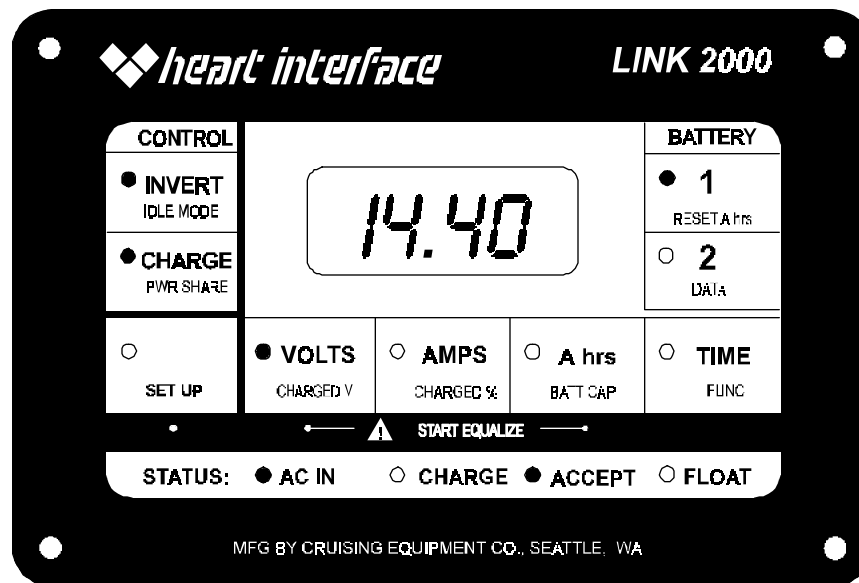 heart interface LINK 2000
CONTROL
BATTERY
INVERT
IDLE MODE
14.40
1
RESET A hrs
CHARGE
PWR SHARE
2
DATA
SET UP
VOLTS
CHARGED V
AMPS
CHARGED %
A hrs
BATT CAP
TIME
FUNC
START EQUALIZE
STATUS: AC IN CHARGE ACCEPT FLOAT
MFG BY CRUISING EQUIPMENT CO., SEATTLE, WA